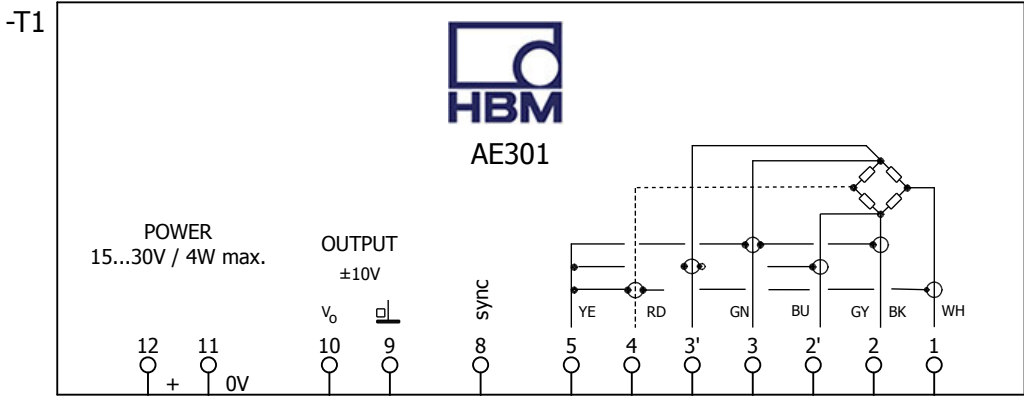 -T1
HBM
AE301
POWER
15...30V / 4W max.
OUTPUT
±10V
Vo
sync
YE RD GN BU GY BK WH
12 11 10 9 8 5 4 3' 3 2' 2 1
+ 0V